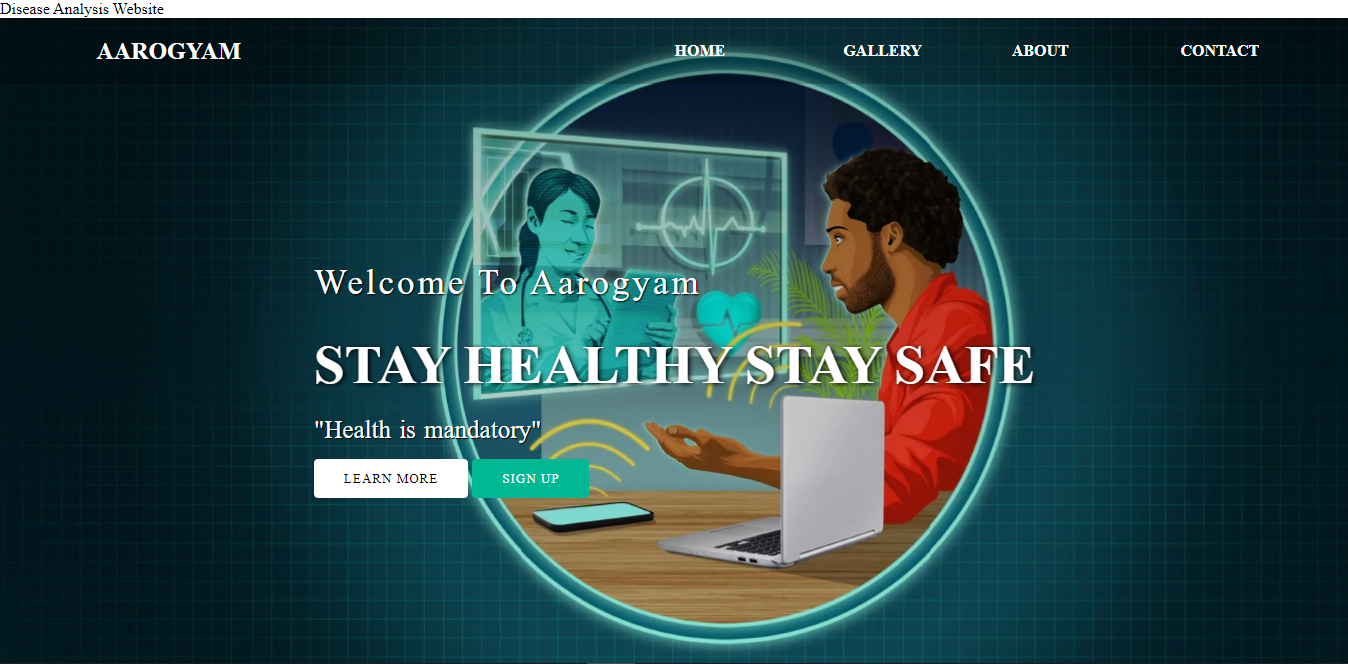 Disease Analysis Website
AAROGYAM HOME GALLERY ABOUT CONTACT
Welcome To Aarogyam
STAY HEALTHY STAY SAFE
"Health is mandatory"
LEARN MORE SIGN UP